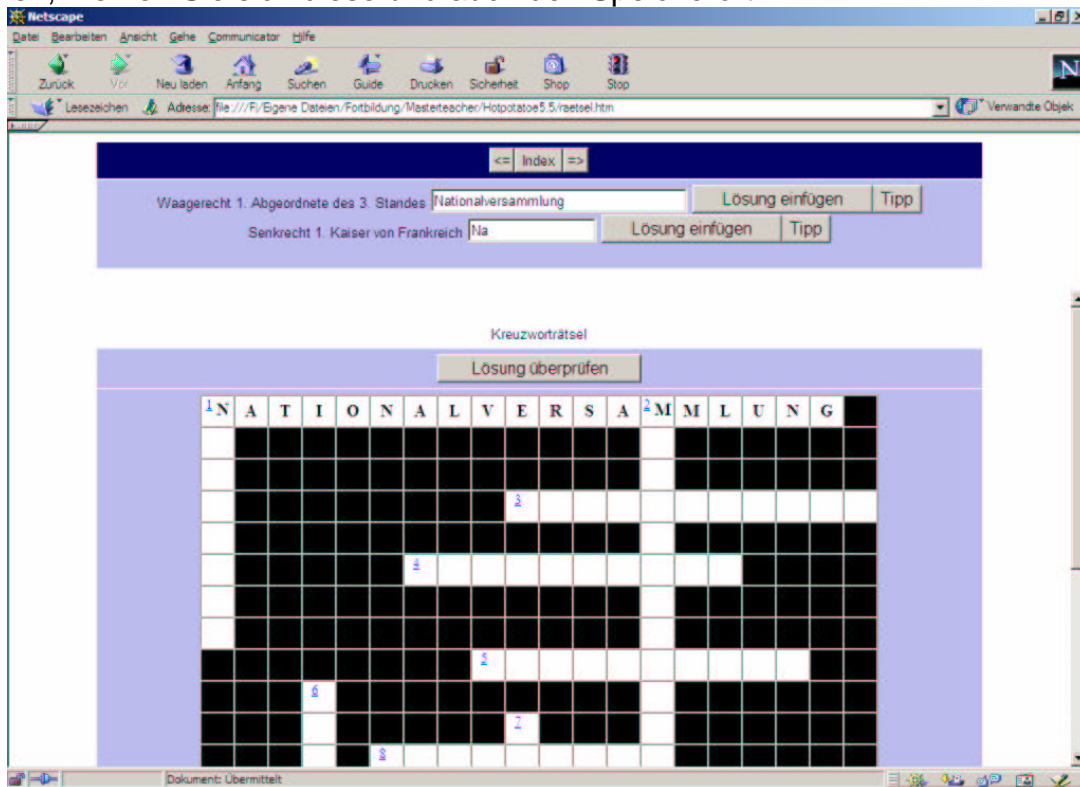 Netscape
Datei Bearbeiten Ansicht Gehe Communicator Hilfe
Zurück Vor Neu laden Anfang Suchen Guide Drucken Sicherheit Shop Stop
Lesezeichen Adresse: file:///F|/Eigene Dateien/Fortbildung/Masterteacher/Hotpotatoe5.5/raetsel.htm Verwandte Objek
<= Index =>
Waagerecht 1. Abgeordnete des 3. Standes Nationalversammlung Lösung einfügen Tipp
Senkrecht 1. Kaiser von Frankreich Na Lösung einfügen Tipp
Kreuzworträtsel
Lösung überprüfen
1 N A T I O N A L V E R S A 2 M M L U N G
3
4
5
6
7
8
Dokument: Übermittelt